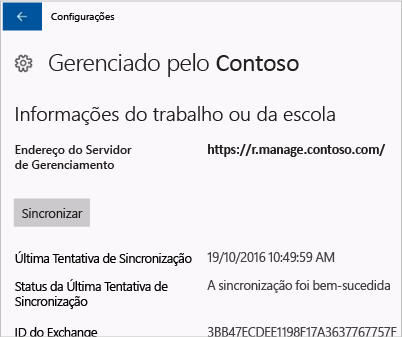 Configurações
Gerenciado pelo Contoso
Informações do trabalho ou da escola
Endereço do Servidor https://r.manage.contoso.com/
de Gerenciamento
Sincronizar
Última Tentativa de Sincronização 19/10/2016 10:49:59 AM
Status da Última Tentativa de A sincronização foi bem-sucedida
Sincronização
ID do Exchange 3BB47ECDEE1198F17A3637767757F